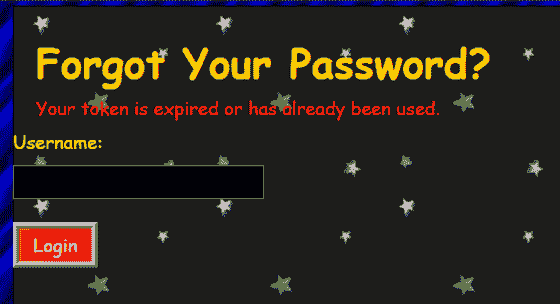 Forgot Your Password?
Your token is expired or has already been used.
Username:
Login